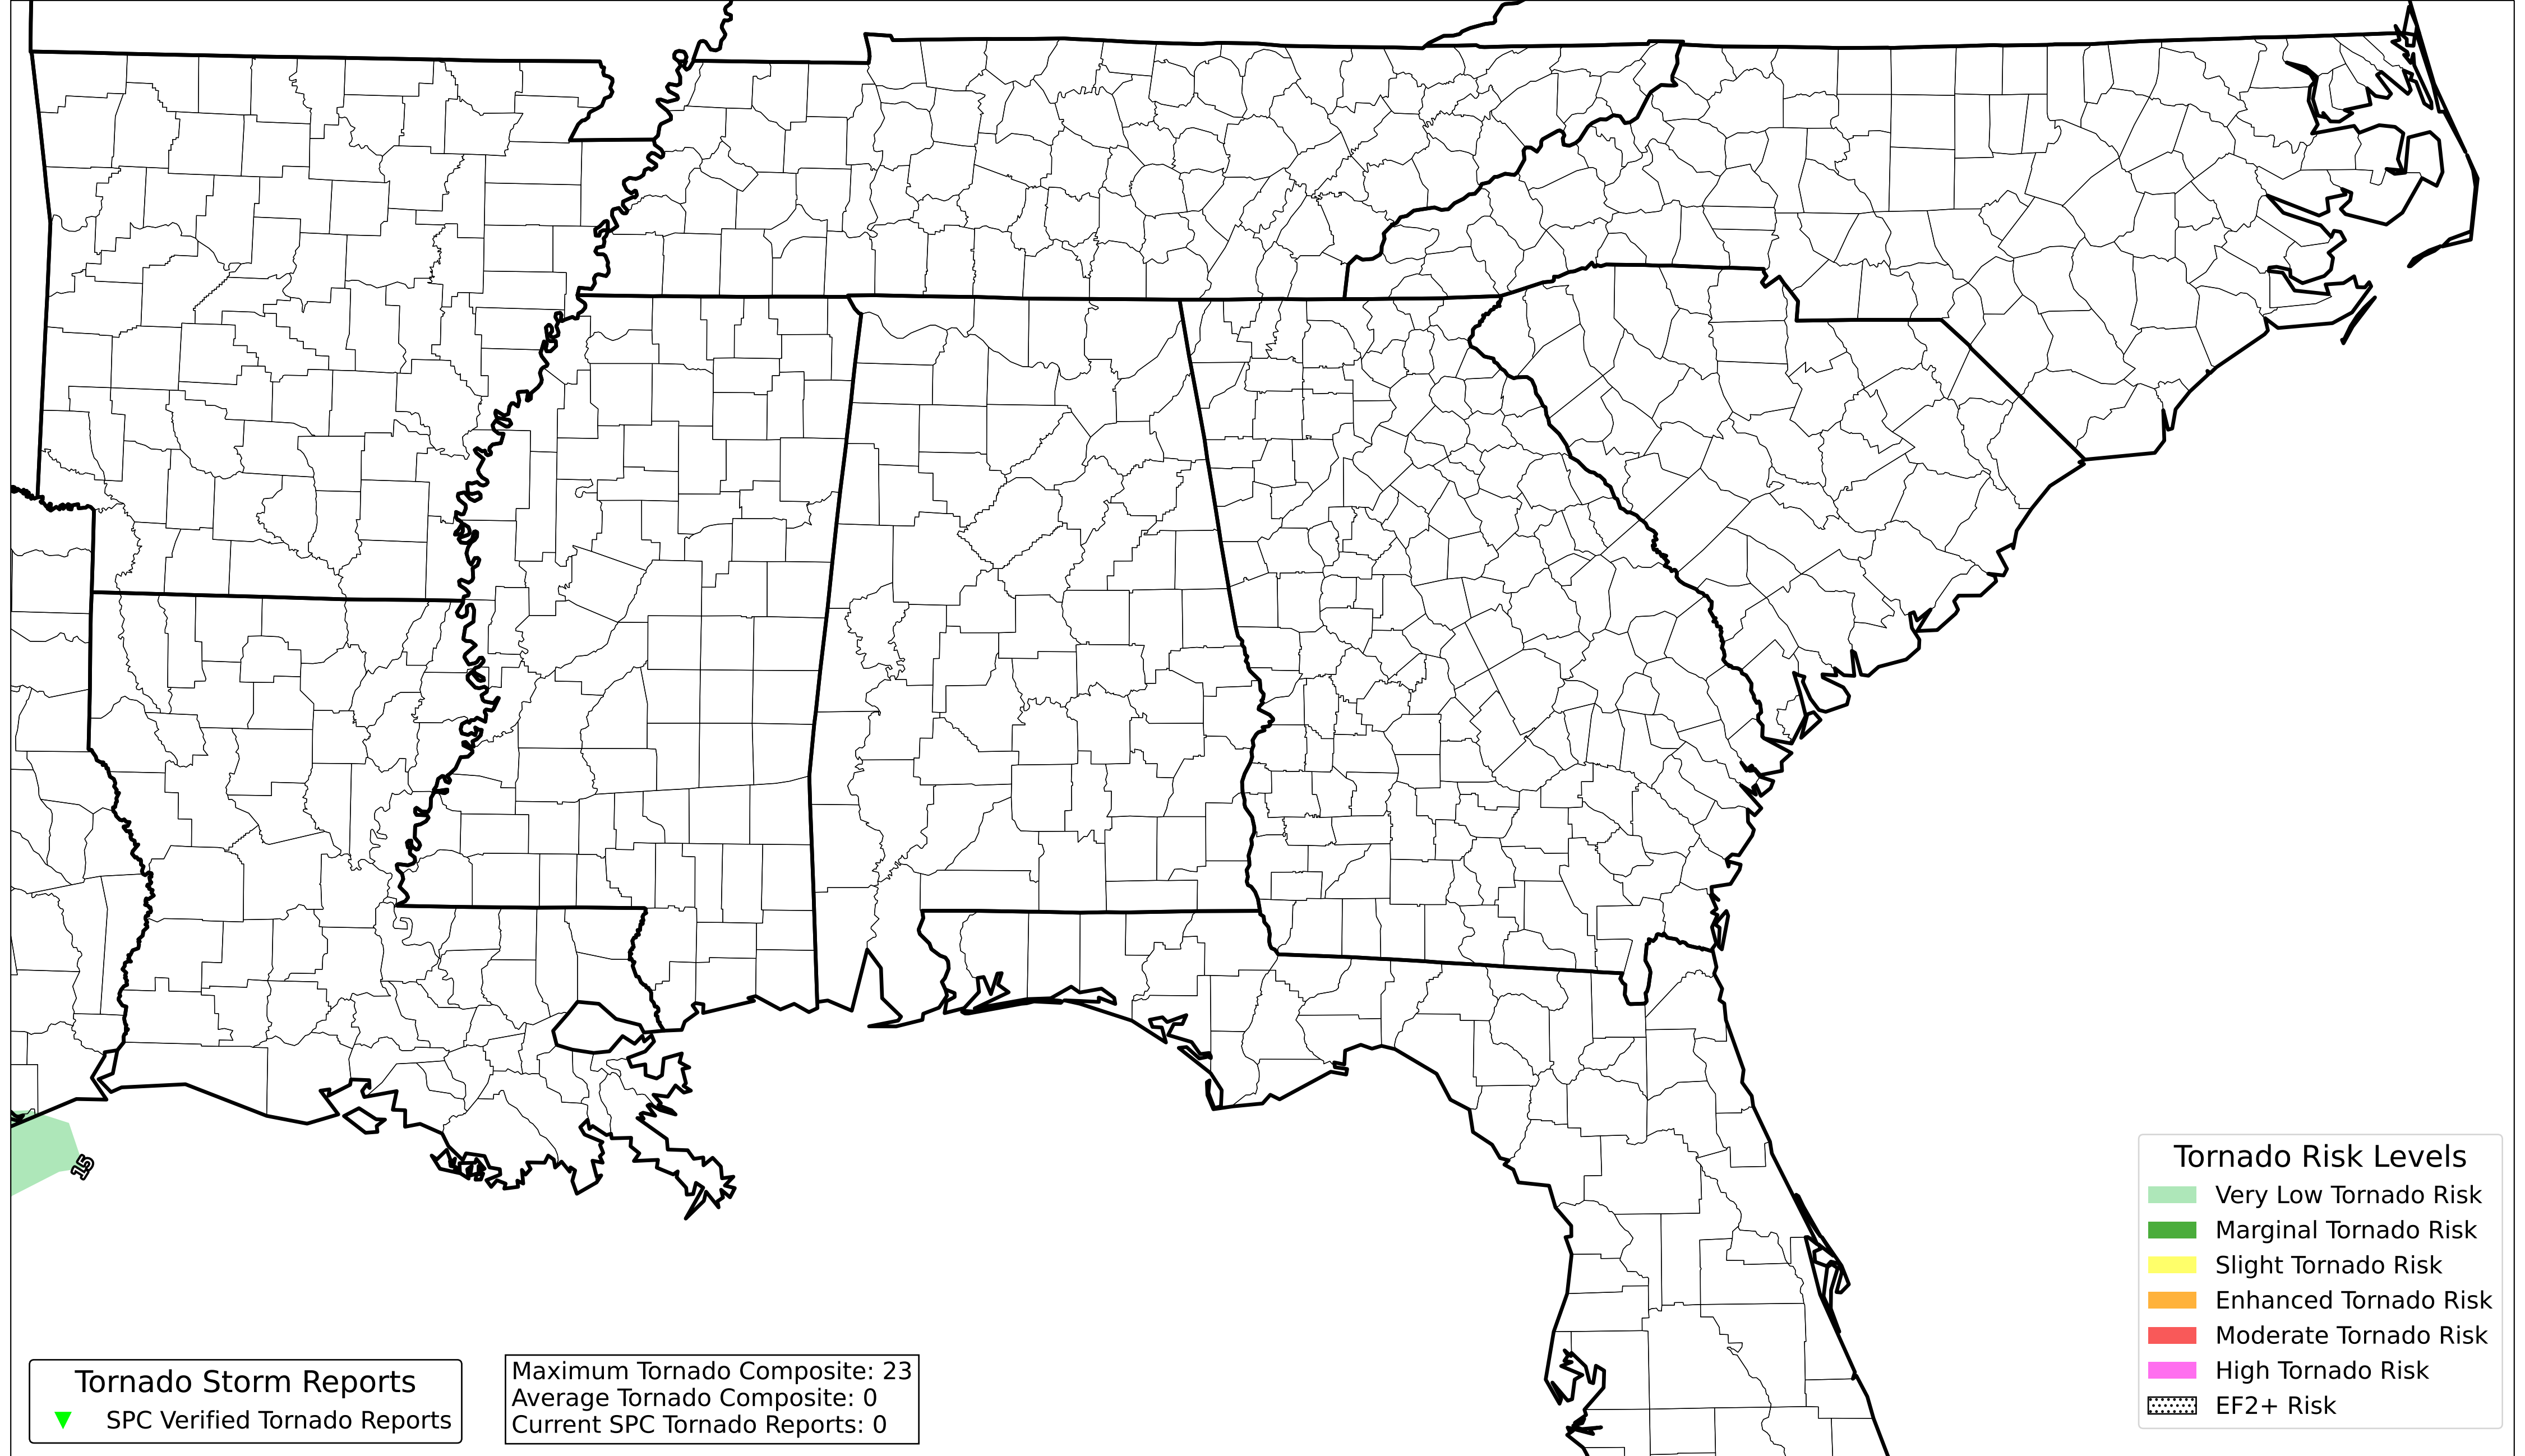 15
Tornado Storm Reports
SPC Verified Tornado Reports
Maximum Tornado Composite: 23
Average Tornado Composite: 0
Current SPC Tornado Reports: 0
Tornado Risk Levels
Very Low Tornado Risk
Marginal Tornado Risk
Slight Tornado Risk
Enhanced Tornado Risk
Moderate Tornado Risk
High Tornado Risk
EF2+ Risk